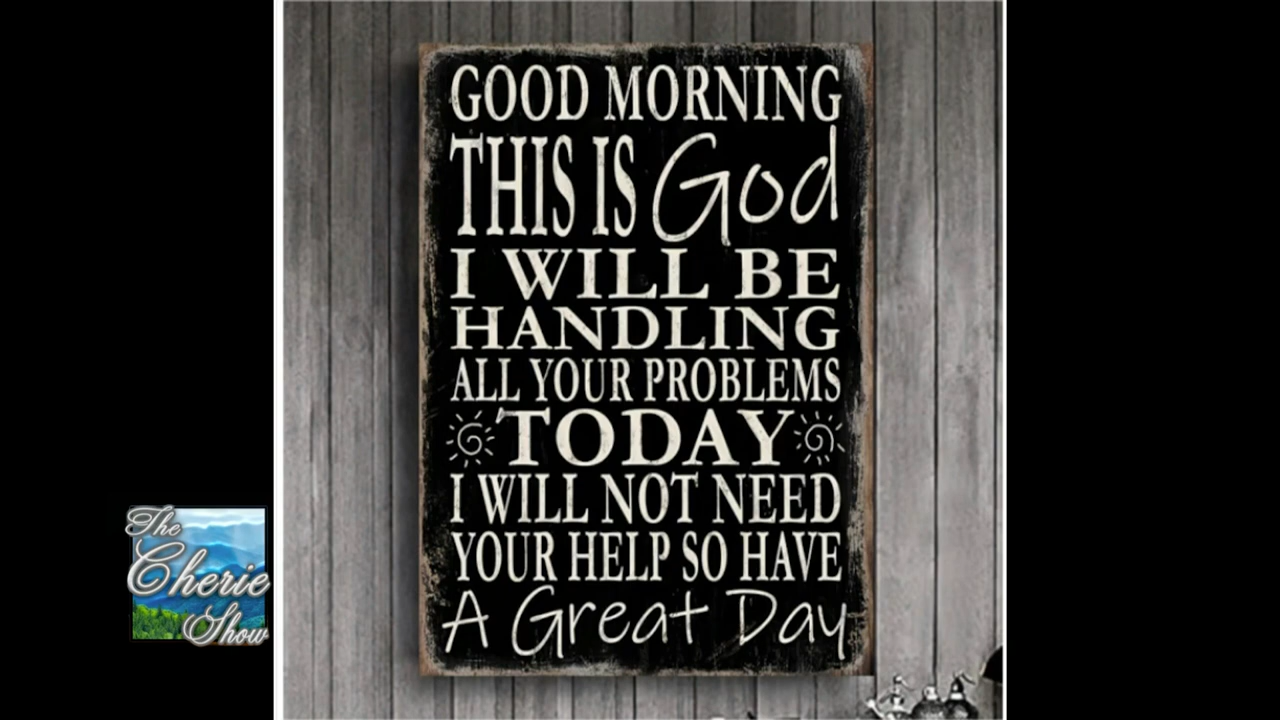 GOOD MORNING
THIS IS God
I WILL BE
HANDLING
ALL YOUR PROBLEMS
TODAY
I WILL NOT NEED
YOUR HELP SO HAVE
A Great Day
The
Cherie
Show